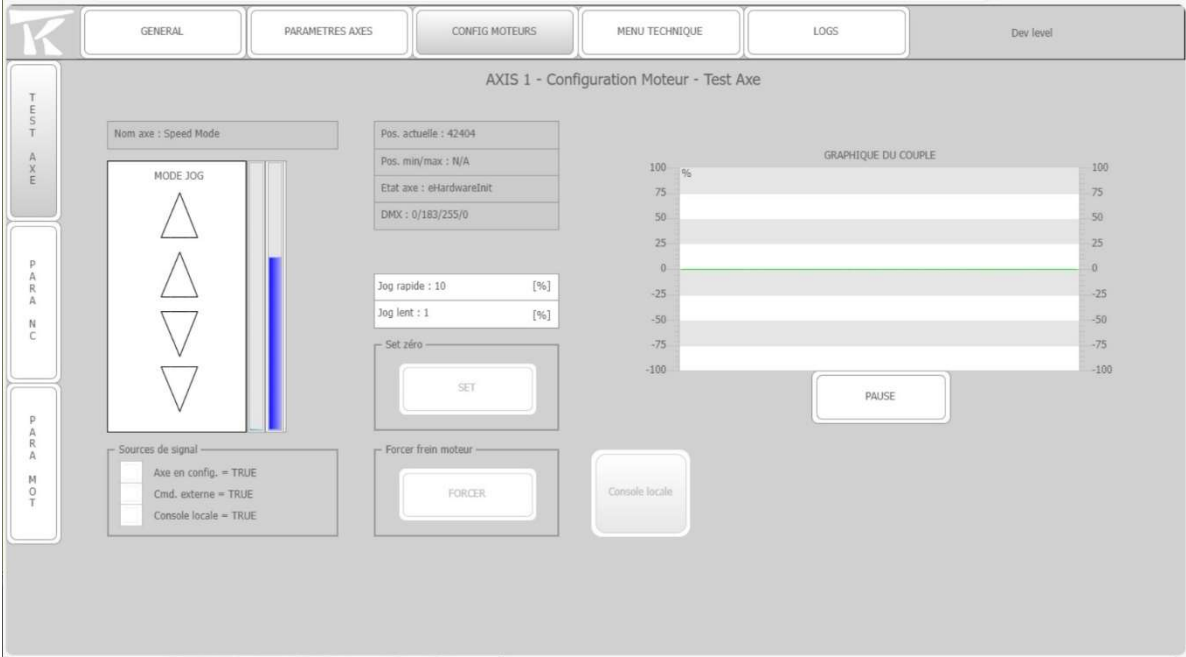 GENERAL
PARAMETRES AXES
CONFIG MOTEURS
MENU TECHNIQUE
LOGS
Dev level
AXIS 1 - Configuration Moteur - Test Axe
TEST AXE
PARA NC
PARA MOT
Nom axe : Speed Mode
MODE JOG
Pos. actuelle : 42404
Pos. min/max : N/A
Etat axe : eHardwareInit
DMX : 0/183/255/0
Jog rapide : 10 [%]
Jog lent : 1 [%]
Set zéro
SET
Sources de signal
Axe en config. = TRUE
Cmd. externe = TRUE
Console locale = TRUE
Forcer frein moteur
FORCER
Console locale
GRAPHIQUE DU COUPLE
%
100 100
75 75
50 50
25 25
0 0
-25 -25
-50 -50
-75 -75
-100 -100
PAUSE